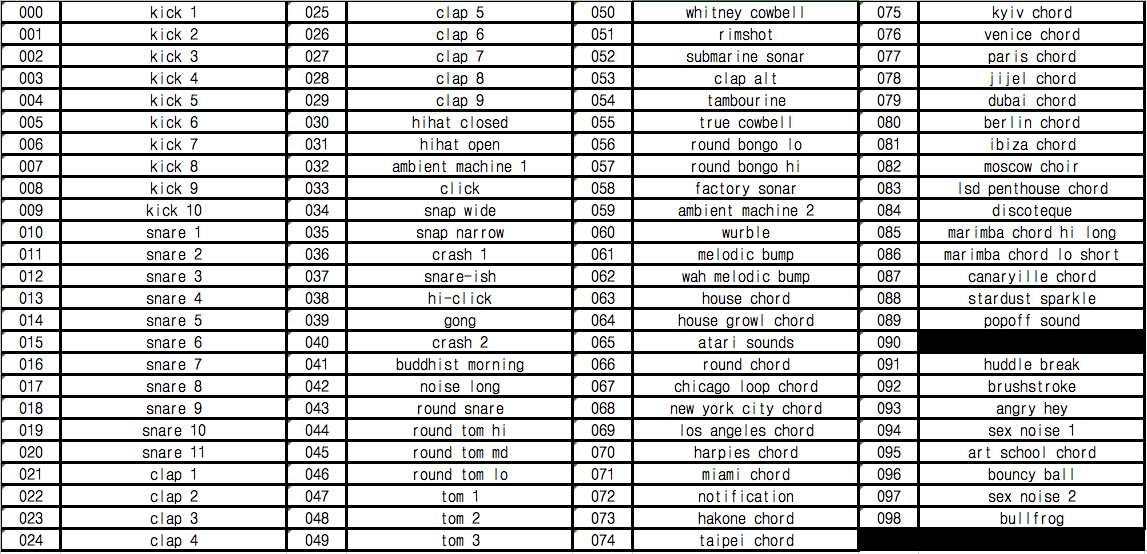 000 kick 1 025 clap 5 050 whitney cowbell 075 kyiv chord
001 kick 2 026 clap 6 051 rimshot 076 venice chord
002 kick 3 027 clap 7 052 submarine sonar 077 paris chord
003 kick 4 028 clap 8 053 clap alt 078 jijel chord
004 kick 5 029 clap 9 054 tambourine 079 dubai chord
005 kick 6 030 hihat closed 055 true cowbell 080 berlin chord
006 kick 7 031 hihat open 056 round bongo lo 081 ibiza chord
007 kick 8 032 ambient machine 1 057 round bongo hi 082 moscow choir
008 kick 9 033 click 058 factory sonar 083 lsd penthouse chord
009 kick 10 034 snap wide 059 ambient machine 2 084 discoteque
010 snare 1 035 snap narrow 060 wurble 085 marimba chord hi long
011 snare 2 036 crash 1 061 melodic bump 086 marimba chord lo short
012 snare 3 037 snare-ish 062 wah melodic bump 087 canaryille chord
013 snare 4 038 hi-click 063 house chord 088 stardust sparkle
014 snare 5 039 gong 064 house growl chord 089 popoff sound
015 snare 6 040 crash 2 065 atari sounds 090
016 snare 7 041 buddhist morning 066 round chord 091 huddle break
017 snare 8 042 noise long 067 chicago loop chord 092 brushstroke
018 snare 9 043 round snare 068 new york city chord 093 angry hey
019 snare 10 044 round tom hi 069 los angeles chord 094 sex noise 1
020 snare 11 045 round tom md 070 harpies chord 095 art school chord
021 clap 1 046 round tom lo 071 miami chord 096 bouncy ball
022 clap 2 047 tom 1 072 notification 097 sex noise 2
023 clap 3 048 tom 2 073 hakone chord 098 bullfrog
024 clap 4 049 tom 3 074 taipei chord